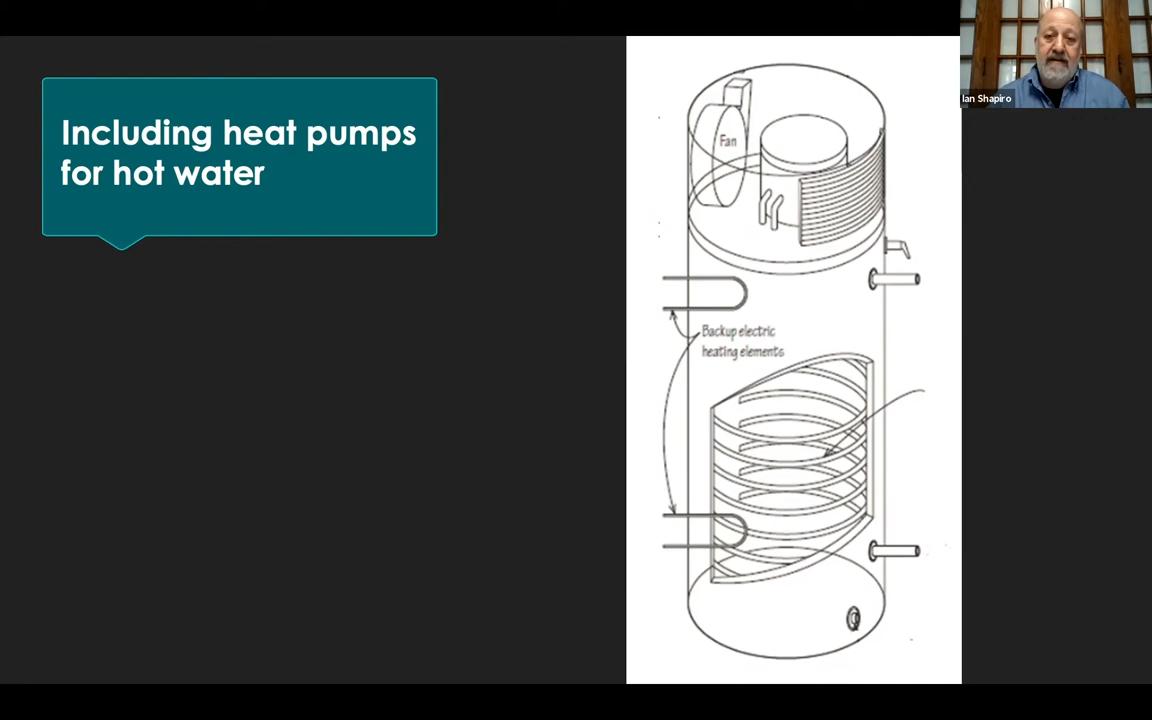 Including heat pumps
for hot water
Ian Shapiro
Fan
Backup electric
heating elements